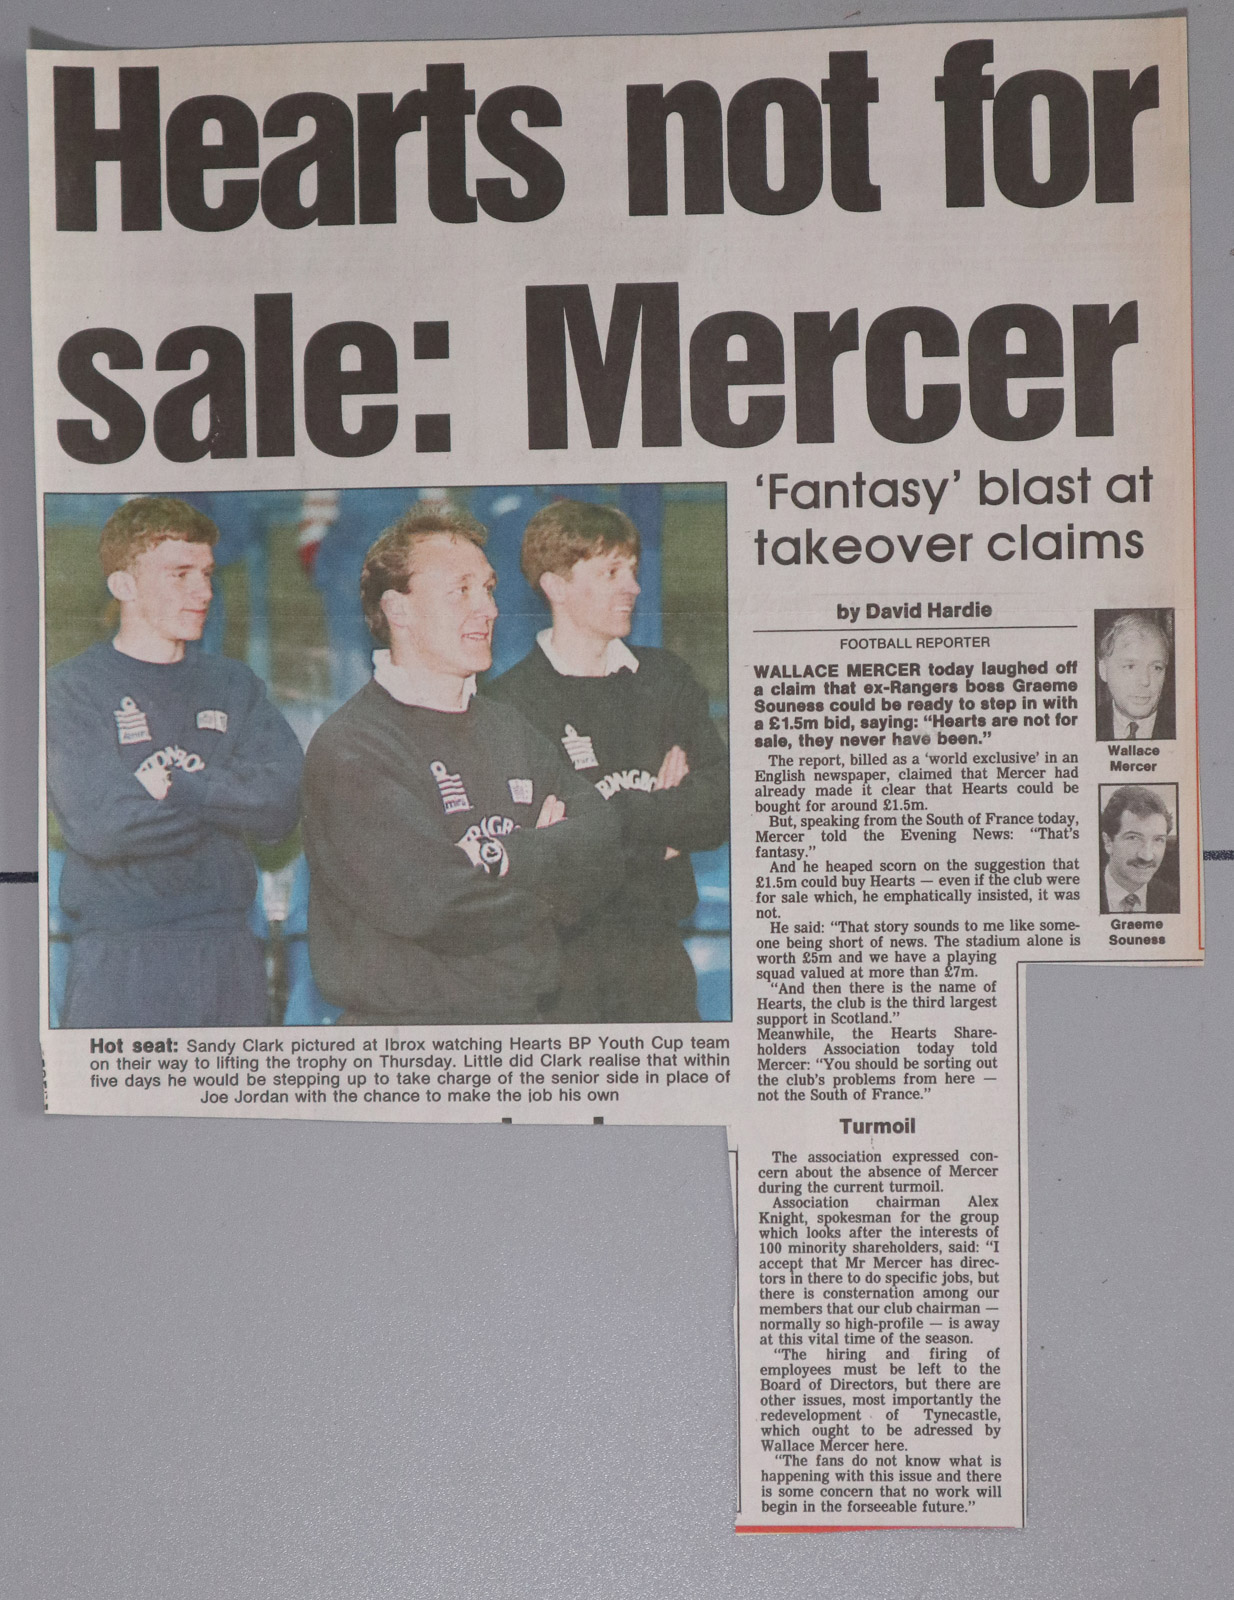 Hearts not for
sale: Mercer
‘Fantasy’ blast at
takeover claims
by David Hardie
FOOTBALL REPORTER
WALLACE MERCER today laughed off
a claim that ex-Rangers boss Graeme
Souness could be ready to step in with
a £1.5m bid, saying: “Hearts are not for
sale, they never have been.”
The report, billed as a ‘world exclusive’ in an
English newspaper, claimed that Mercer had
already made it clear that Hearts could be
bought for around £1.5m.
But, speaking from the South of France today,
Mercer told the Evening News: “That’s
fantasy.”
And he heaped scorn on the suggestion that
£1.5m could buy Hearts — even if the club were
for sale which, he emphatically insisted, it was
not.
He said: “That story sounds to me like some-
one being short of news. The stadium alone is
worth £5m and we have a playing
squad valued at more than £7m.
“And then there is the name of
Hearts, the club is the third largest
support in Scotland.”
Meanwhile, the Hearts Share-
holders Association today told
Mercer: “You should be sorting out
the club’s problems from here —
not the South of France.”
Turmoil
The association expressed con-
cern about the absence of Mercer
during the current turmoil.
Association chairman Alex
Knight, spokesman for the group
which looks after the interests of
100 minority shareholders, said: “I
accept that Mr Mercer has direc-
tors in there to do specific jobs, but
there is consternation among our
members that our club chairman —
normally so high-profile — is away
at this vital time of the season.
“The hiring and firing of
employees must be left to the
Board of Directors, but there are
other issues, most importantly the
redevelopment of Tynecastle,
which ought to be adressed by
Wallace Mercer here.
“The fans do not know what is
happening with this issue and there
is some concern that no work will
begin in the forseeable future.”
Wallace
Mercer
Graeme
Souness
Hot seat: Sandy Clark pictured at Ibrox watching Hearts BP Youth Cup team
on their way to lifting the trophy on Thursday. Little did Clark realise that within
five days he would be stepping up to take charge of the senior side in place of
Joe Jordan with the chance to make the job his own